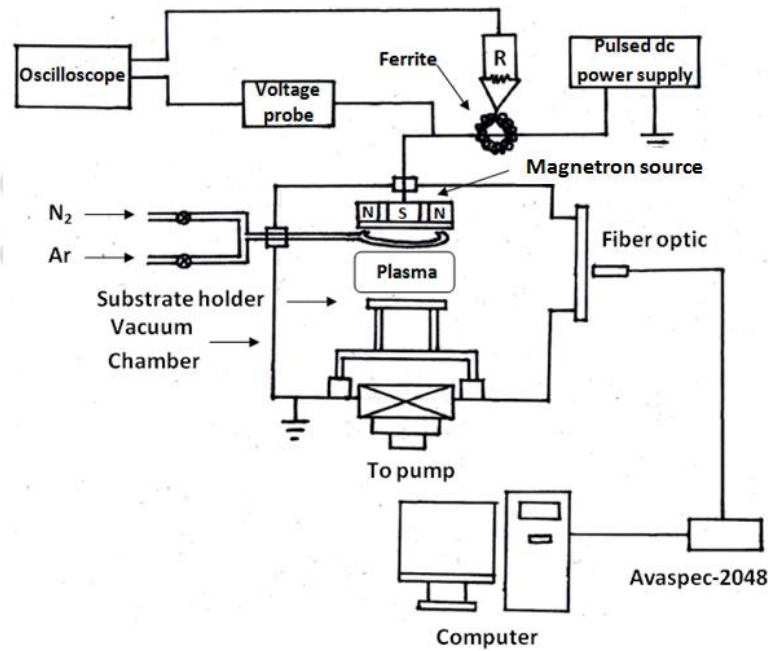 Oscilloscope
Voltage
probe
Ferrite
R
Pulsed dc
power supply
Magnetron source
N S N
N₂
Ar
Plasma
Fiber optic
Substrate holder
Vacuum
Chamber
To pump
Avaspec-2048
Computer